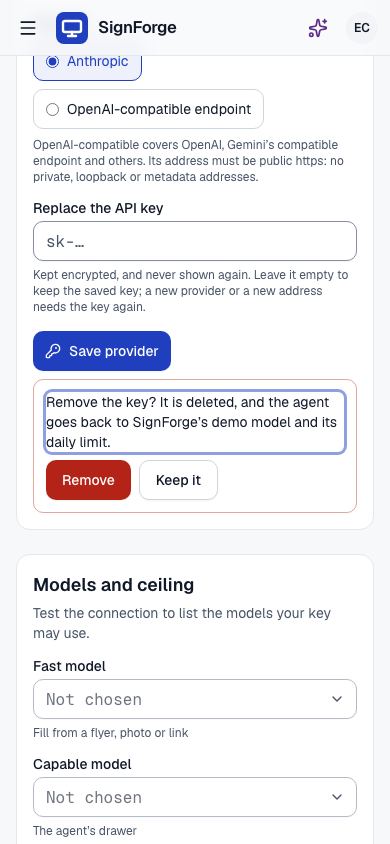 SignForge
EC
Anthropic
OpenAI-compatible endpoint
OpenAI-compatible covers OpenAI, Gemini's compatible
endpoint and others. Its address must be public https: no
private, loopback or metadata addresses.
Replace the API key
sk-…
Kept encrypted, and never shown again. Leave it empty to
keep the saved key; a new provider or a new address
needs the key again.
Save provider
Remove the key? It is deleted, and the agent
goes back to SignForge's demo model and its
daily limit.
Remove
Keep it
Models and ceiling
Test the connection to list the models your key
may use.
Fast model
Not chosen
Fill from a flyer, photo or link
Capable model
Not chosen
The agent's drawer